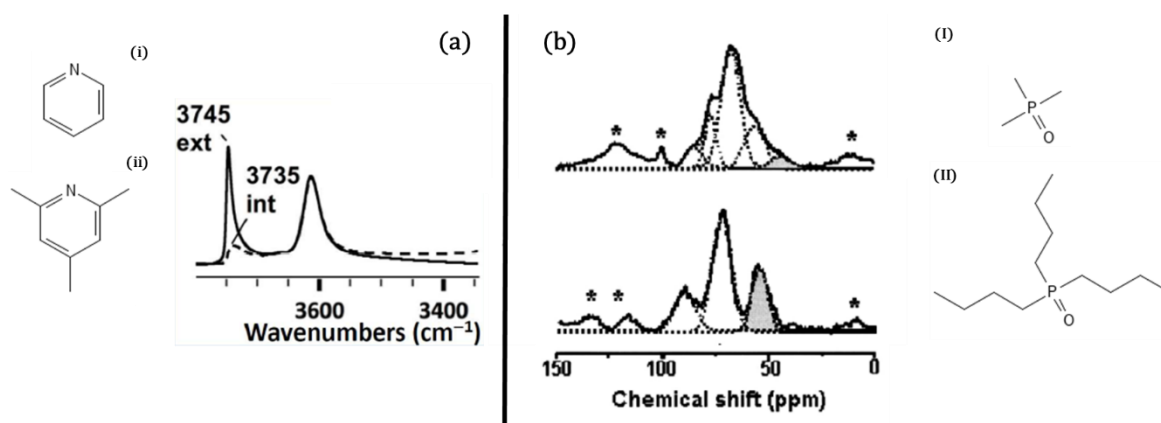 (i)
N
(ii)
N
(a)
3745
ext
3735
int
3600
3400
Wavenumbers (cm⁻¹)
(b)
* * *
* * *
150
100
50
0
Chemical shift (ppm)
(I)
P
O
(II)
P
O